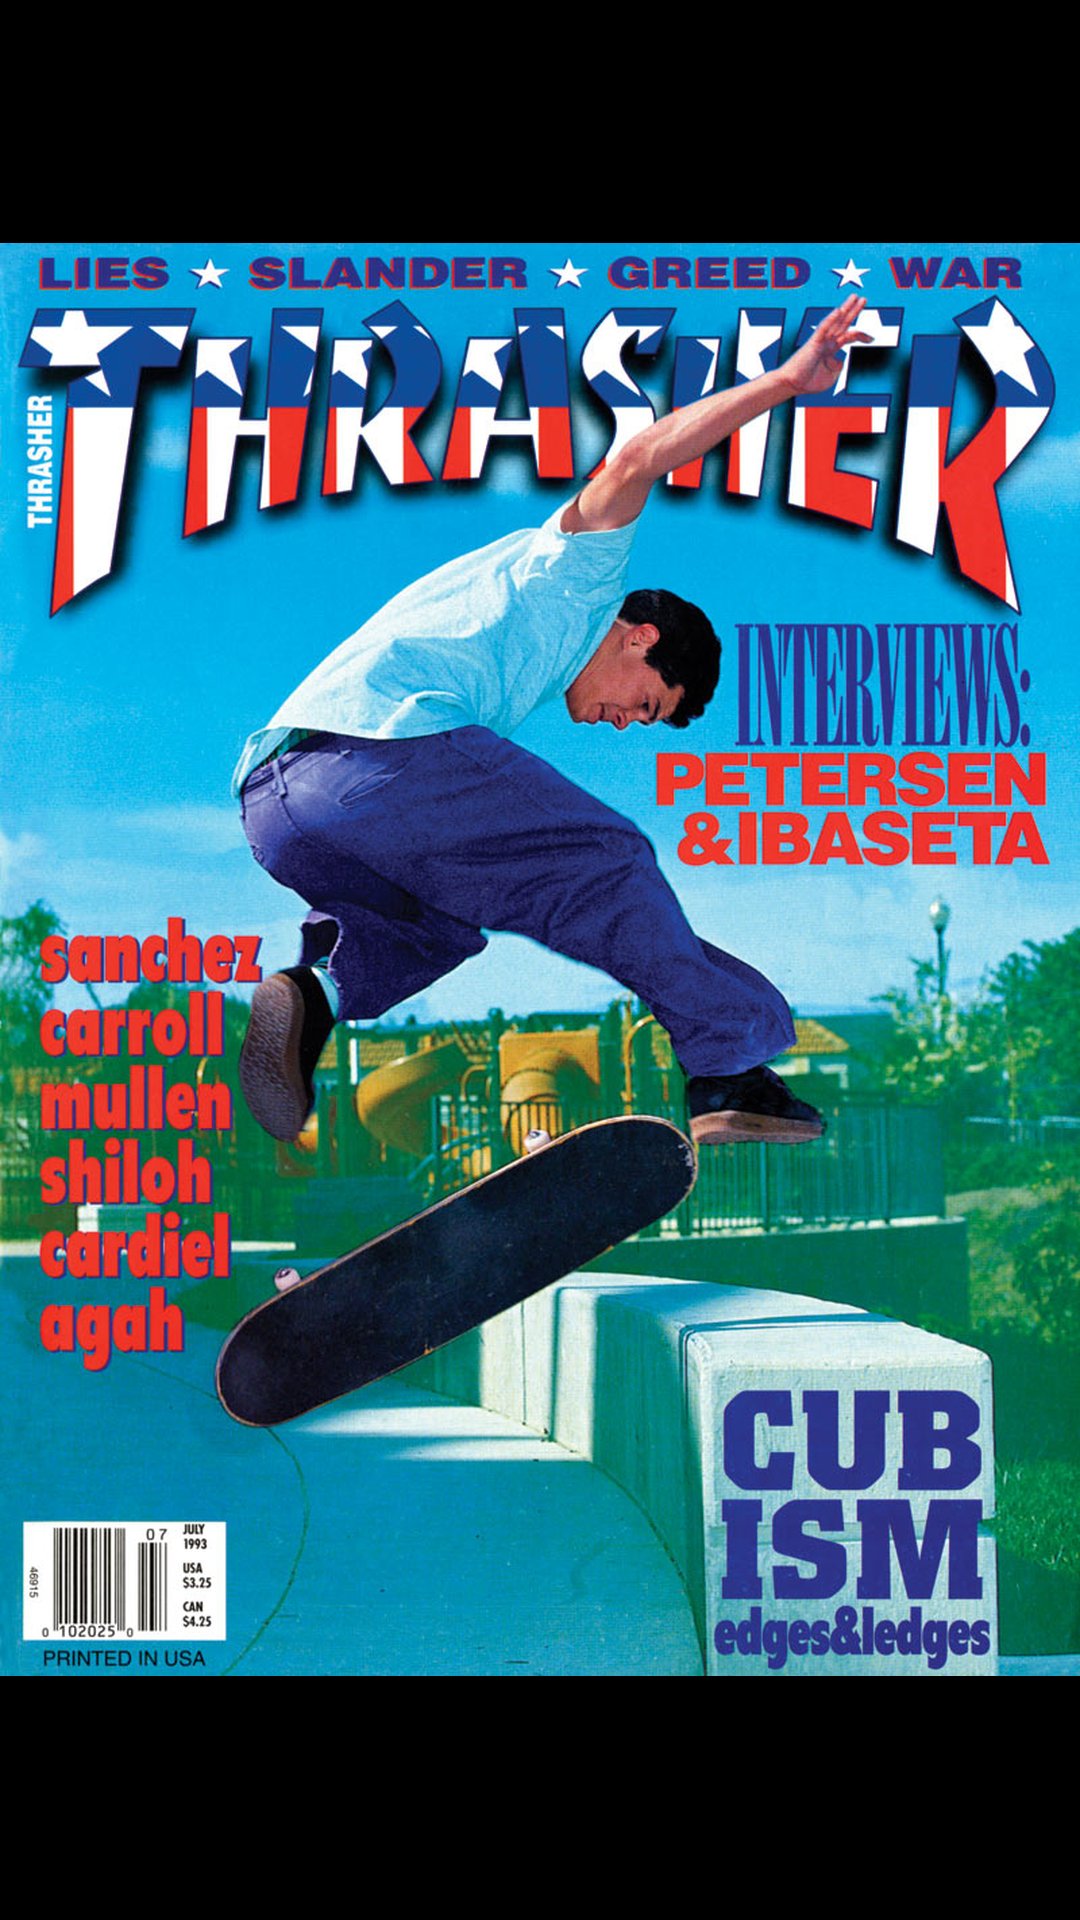 LIES ★ SLANDER ★ GREED ★ WAR
THRASHER
THRASHER
INTERVIEWS:
PETERSEN
&IBASETA
sanchez
carroll
mullen
shiloh
cardiel
agah
CUB
ISM
edges&ledges
07
JULY
1993
USA
$3.25
CAN
$4.25
46915
0 102025 0
PRINTED IN USA